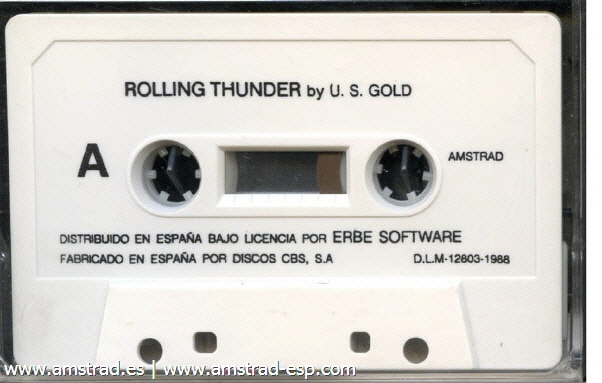 ROLLING THUNDER by U. S. GOLD
A
AMSTRAD
DISTRIBUIDO EN ESPAÑA BAJO LICENCIA POR ERBE SOFTWARE
FABRICADO EN ESPAÑA POR DISCOS CBS, S.A
D.L.M-12803-1988
www.amstrad.es | www.amstrad-esp.com